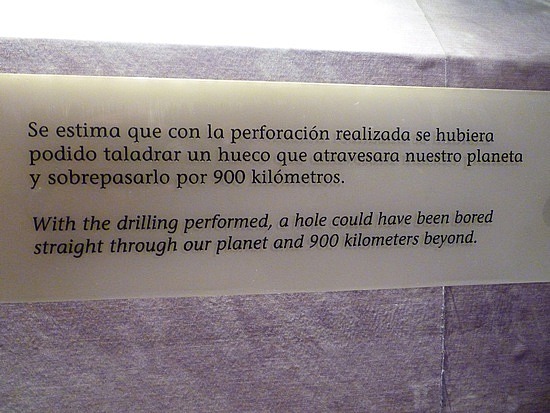 Se estima que con la perforación realizada se hubiera
podido taladrar un hueco que atravesara nuestro planeta
y sobrepasarlo por 900 kilómetros.
With the drilling performed, a hole could have been bored
straight through our planet and 900 kilometers beyond.